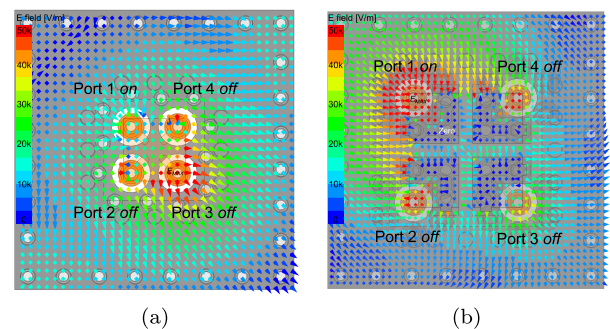 E field [V/m]
50k
40k
30k
20k
10k
0
Port 1 on
Port 4 off
Port 2 off
Port 3 off
(a)
E field [V/m]
50k
40k
30k
20k
10k
0
Port 1 on
Port 4 off
Zero
Port 2 off
Port 3 off
(b)